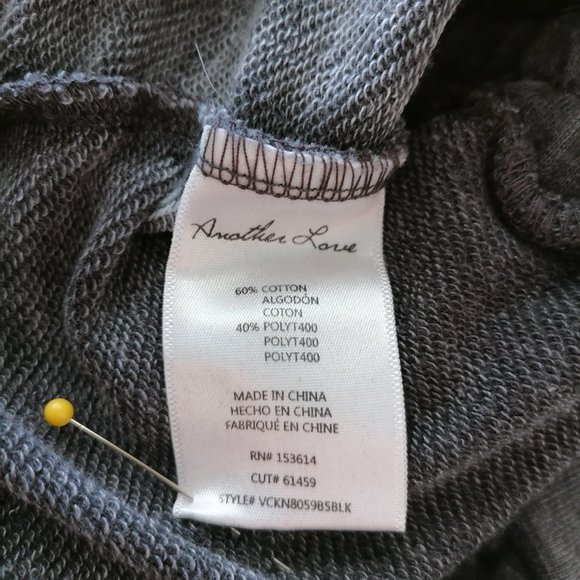 Another Love
60% COTTON
ALGODÓN
COTON
40% POLYT400
POLYT400
POLYT400
MADE IN CHINA
HECHO EN CHINA
FABRIQUÉ EN CHINE
RN# 153614
CUT# 61459
STYLE# VCKN8059B5BLK